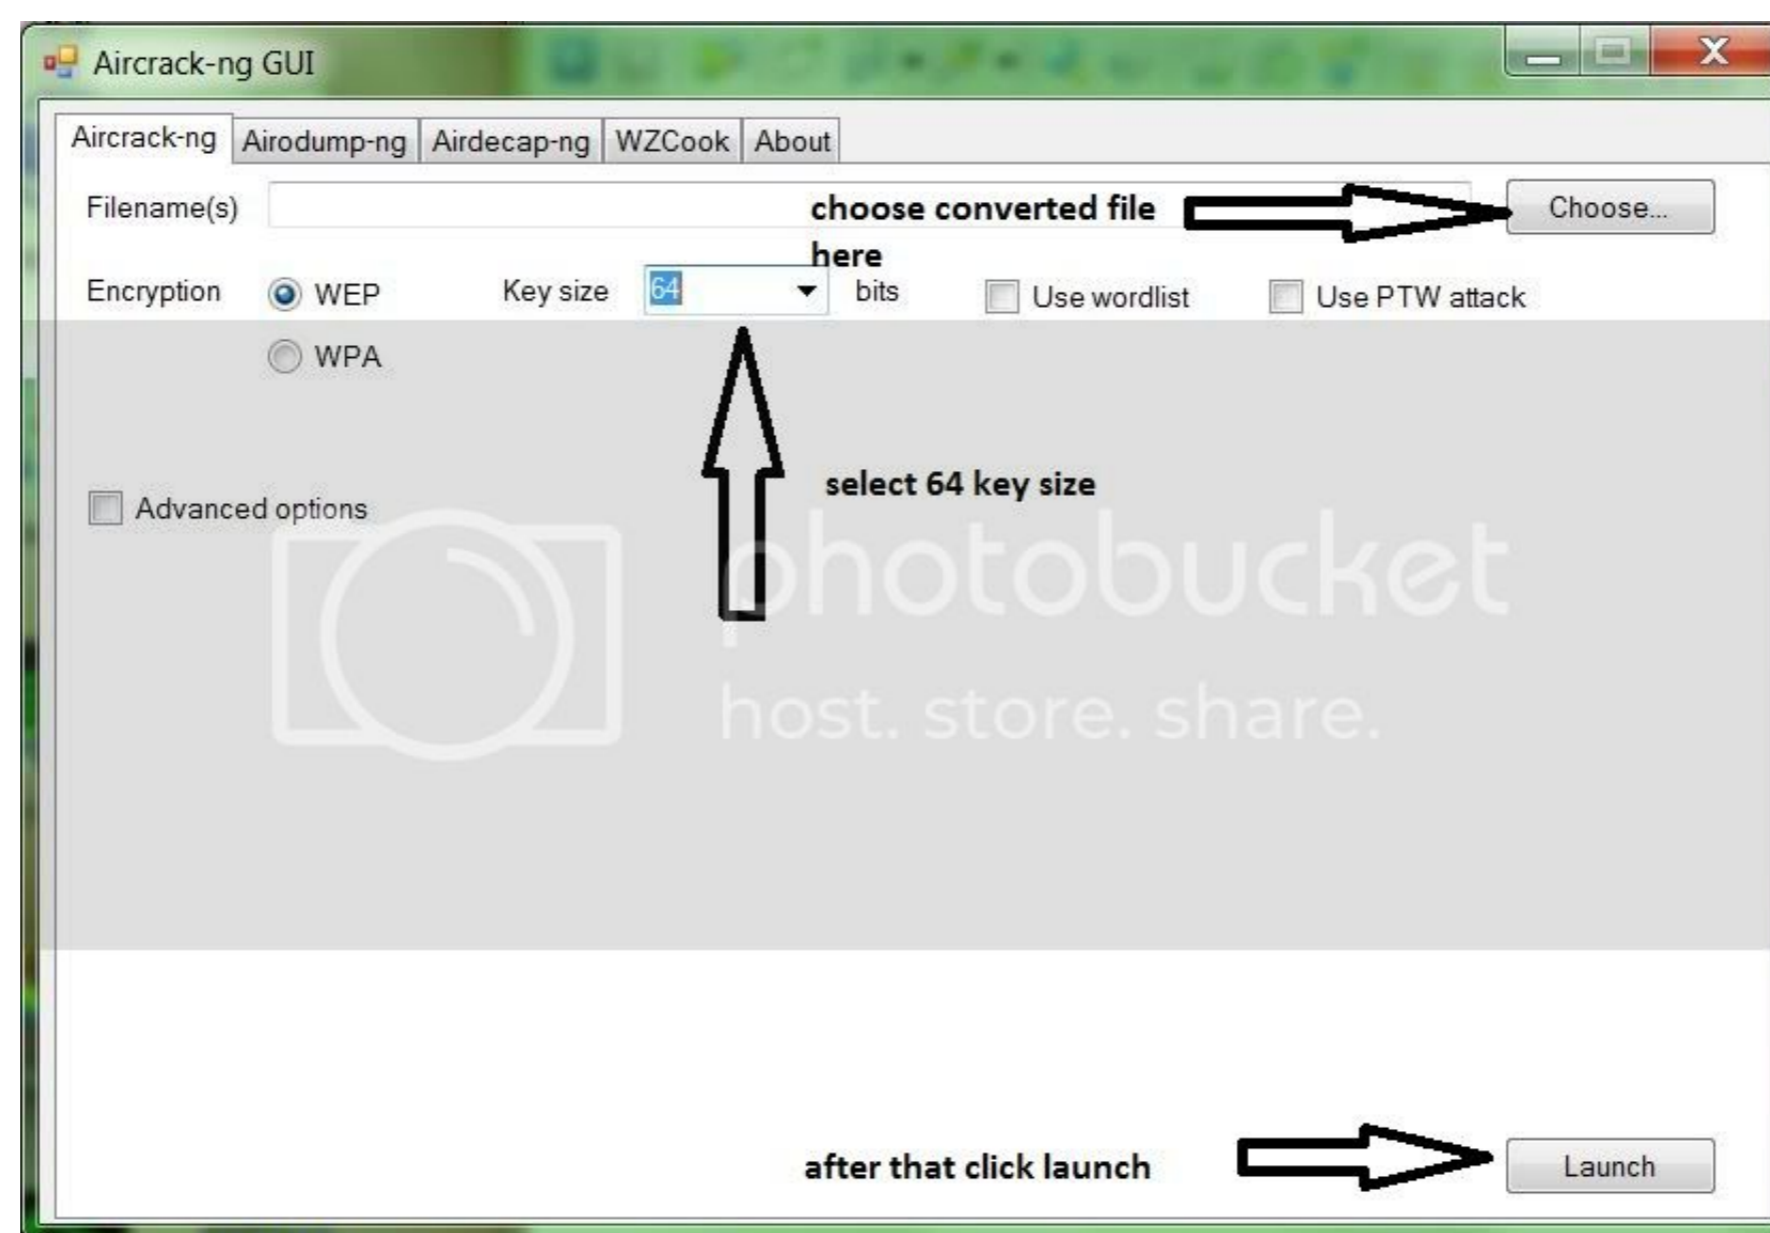 Aircrack-ng GUI
X
Aircrack-ng Airodump-ng Airdecap-ng WZCook About
Filename(s) choose converted file Choose...
here
Encryption WEP Key size 64 bits Use wordlist Use PTW attack
WPA
select 64 key size
Advanced options
photobucket
host. store. share.
after that click launch Launch